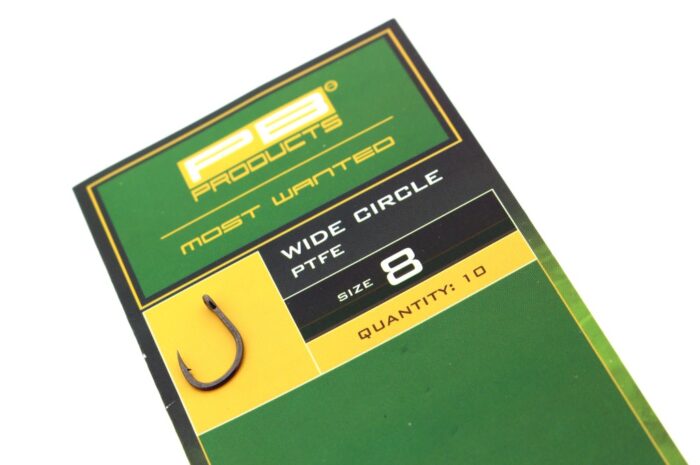 PB®
PRODUCTS
MOST WANTED
WIDE CIRCLE
PTFE
SIZE 8
QUANTITY: 10